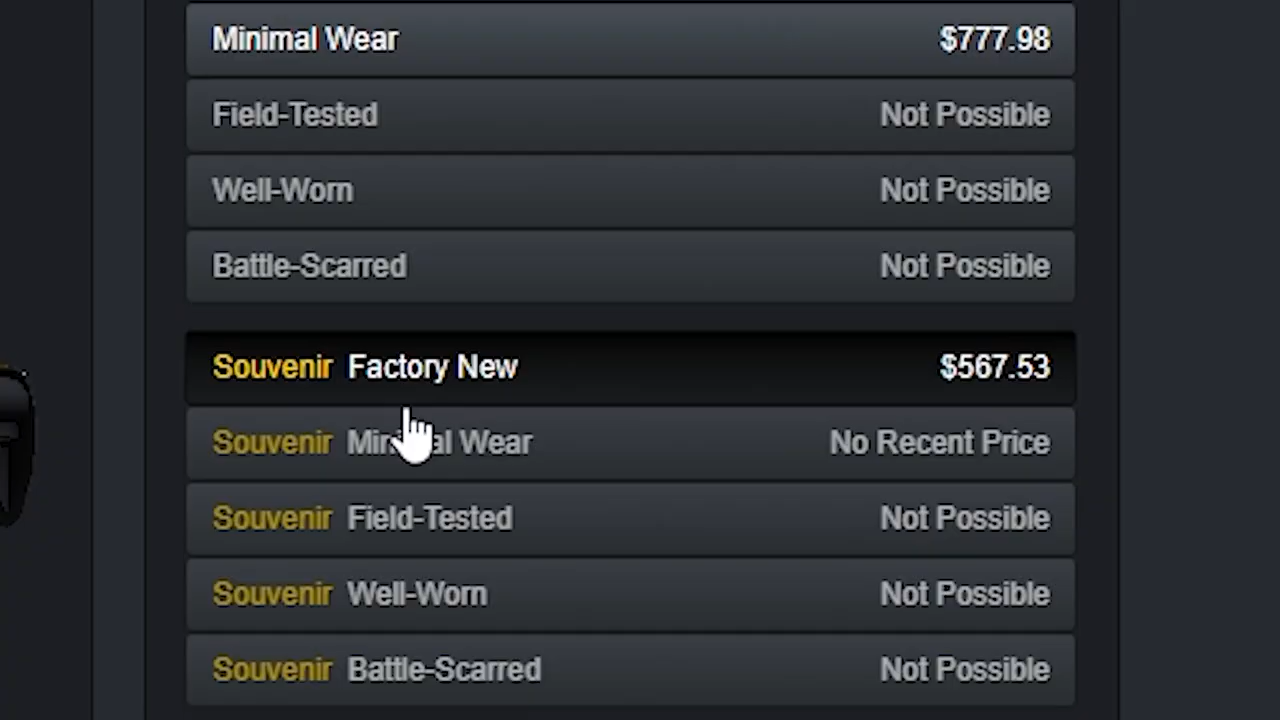 Minimal Wear $777.98
Field-Tested Not Possible
Well-Worn Not Possible
Battle-Scarred Not Possible
Souvenir Factory New $567.53
Souvenir Minimal Wear No Recent Price
Souvenir Field-Tested Not Possible
Souvenir Well-Worn Not Possible
Souvenir Battle-Scarred Not Possible